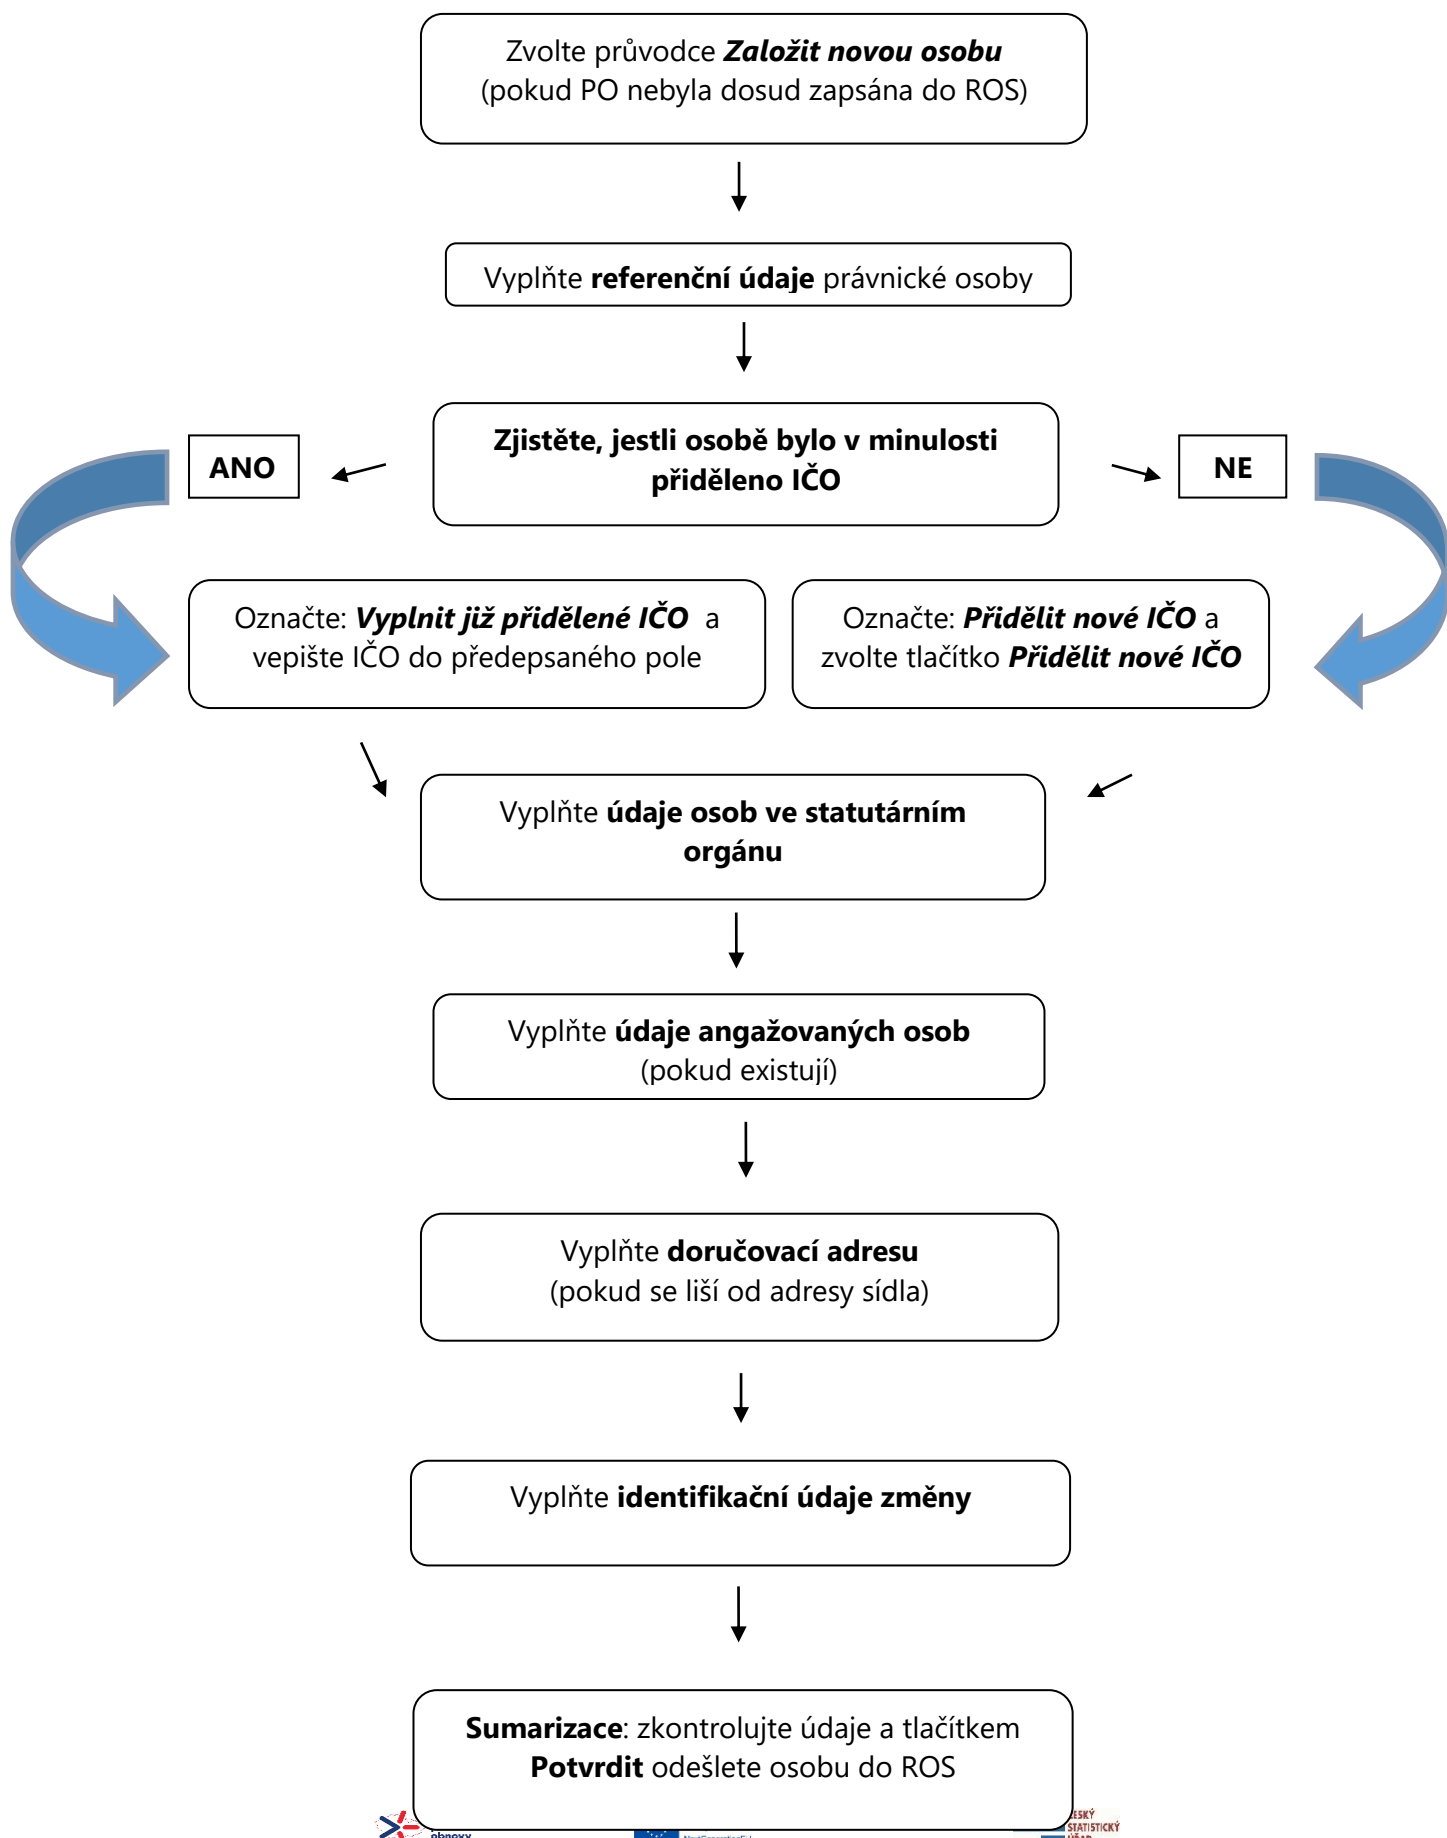 Zvolte průvodce Založit novou osobu
(pokud PO nebyla dosud zapsána do ROS)
Vyplňte referenční údaje právnické osoby
Zjistěte, jestli osobě bylo v minulosti
přiděleno IČO
ANO
NE
Označte: Vyplnit již přidělené IČO a
vepište IČO do předepsaného pole
Označte: Přidělit nové IČO a
zvolte tlačítko Přidělit nové IČO
Vyplňte údaje osob ve statutárním
orgánu
Vyplňte údaje angažovaných osob
(pokud existují)
Vyplňte doručovací adresu
(pokud se liší od adresy sídla)
Vyplňte identifikační údaje změny
Sumarizace: zkontrolujte údaje a tlačítkem
Potvrdit odešlete osobu do ROS
obnovy
ČESKÝ
STATISTICKÝ
ÚŘAD